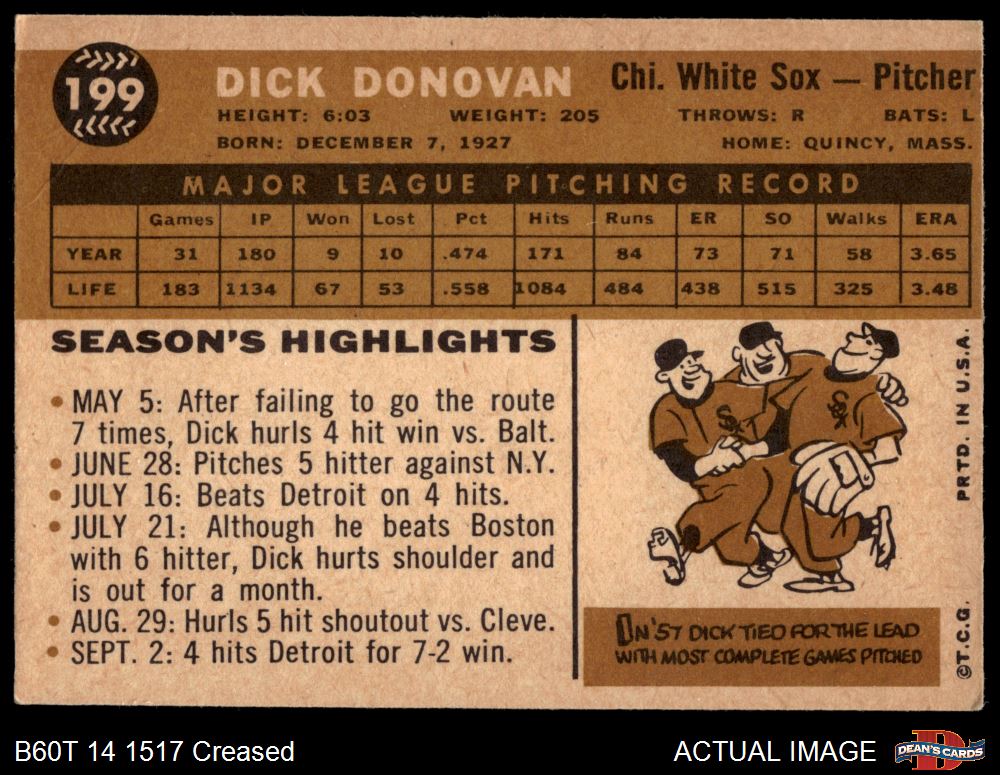 199
DICK DONOVAN Chi. White Sox — Pitcher
HEIGHT: 6:03 WEIGHT: 205 THROWS: R BATS: L
BORN: DECEMBER 7, 1927 HOME: QUINCY, MASS.
MAJOR LEAGUE PITCHING RECORD
Games IP Won Lost Pct Hits Runs ER SO Walks ERA
YEAR 31 180 9 10 .474 171 84 73 71 58 3.65
LIFE 183 1134 67 53 .558 1084 484 438 515 325 3.48
SEASON'S HIGHLIGHTS
• MAY 5: After failing to go the route
7 times, Dick hurls 4 hit win vs. Balt.
• JUNE 28: Pitches 5 hitter against N.Y.
• JULY 16: Beats Detroit on 4 hits.
• JULY 21: Although he beats Boston
with 6 hitter, Dick hurts shoulder and
is out for a month.
• AUG. 29: Hurls 5 hit shoutout vs. Cleve.
• SEPT. 2: 4 hits Detroit for 7-2 win.
SOX
SOX
IN '57 DICK TIED FOR THE LEAD
WITH MOST COMPLETE GAMES PITCHED
©T.C.G. PRTD. IN U.S.A.
B60T 14 1517 Creased
ACTUAL IMAGE
D
DEAN'S CARDS